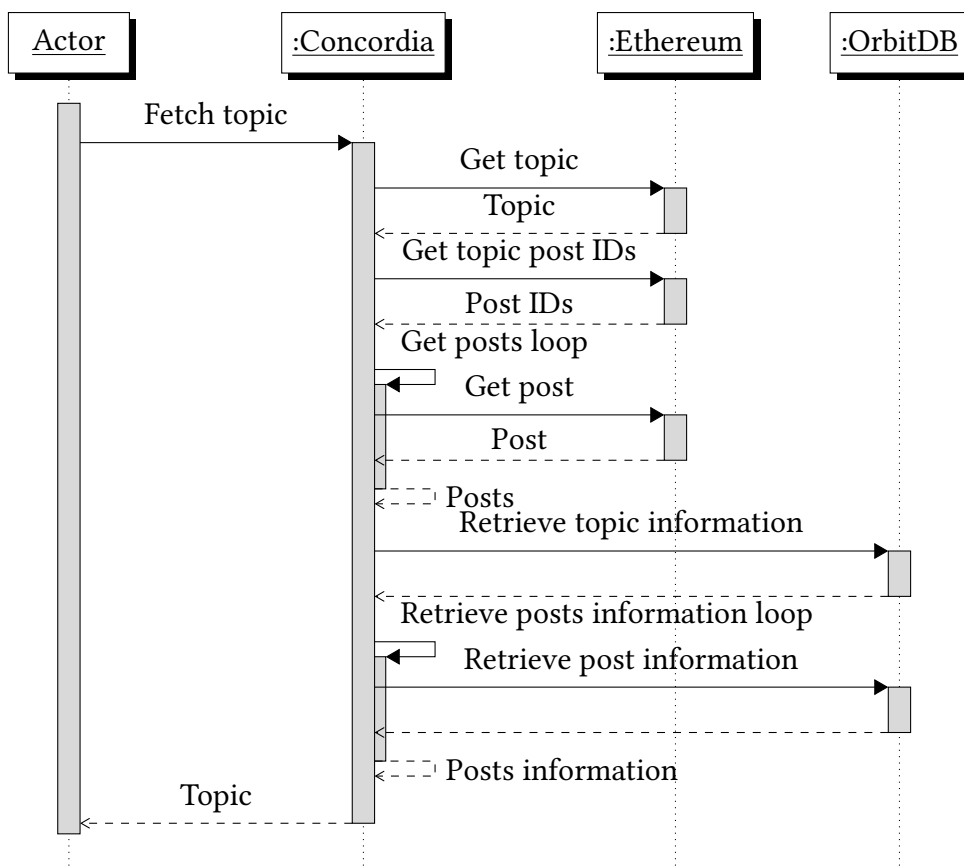 Actor
:Concordia
:Ethereum
:OrbitDB
Fetch topic
Get topic
Topic
Get topic post IDs
Post IDs
Get posts loop
Get post
Post
Posts
Retrieve topic information
Retrieve posts information loop
Retrieve post information
Posts information
Topic